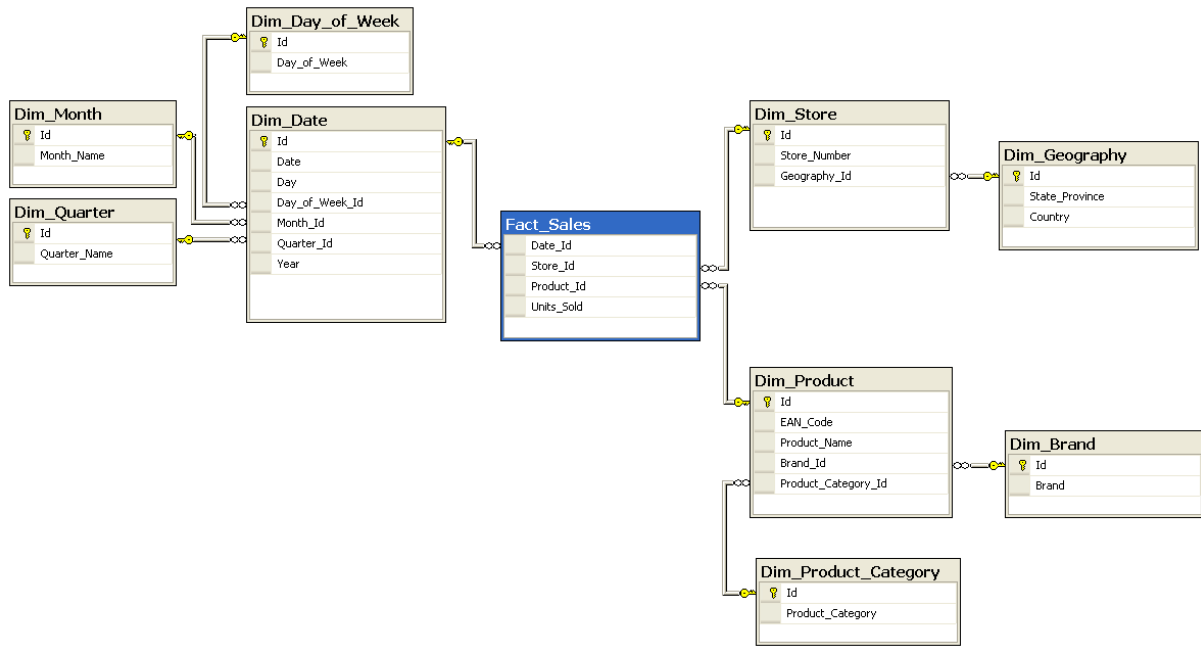 Dim_Day_of_Week
Id
Day_of_Week
Dim_Month
Id
Month_Name
Dim_Quarter
Id
Quarter_Name
Dim_Date
Id
Date
Day
Day_of_Week_Id
Month_Id
Quarter_Id
Year
Fact_Sales
Date_Id
Store_Id
Product_Id
Units_Sold
Dim_Store
Id
Store_Number
Geography_Id
Dim_Geography
Id
State_Province
Country
Dim_Product
Id
EAN_Code
Product_Name
Brand_Id
Product_Category_Id
Dim_Brand
Id
Brand
Dim_Product_Category
Id
Product_Category